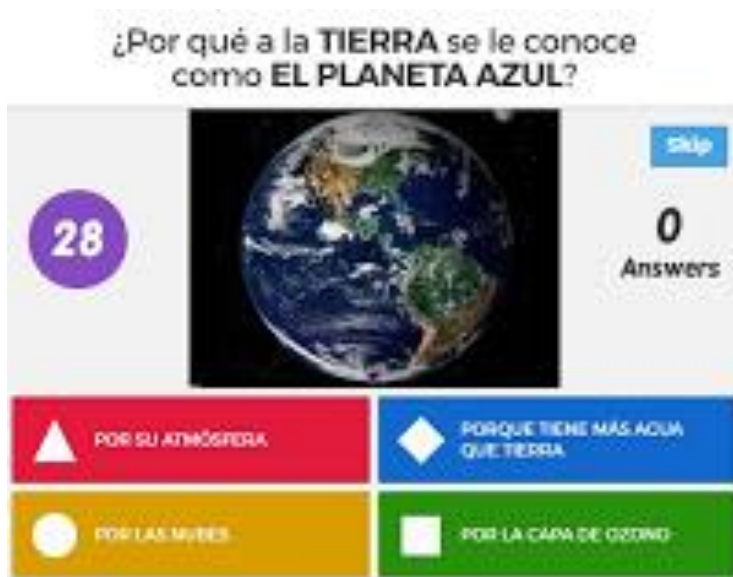 ¿Por qué a la TIERRA se le conoce
como EL PLANETA AZUL?
Skip
28
0
Answers
POR SU ATMÓSFERA
PORQUE TIENE MÁS AGUA
QUE TIERRA
POR LAS NUBES
POR LA CAPA DE OZONO